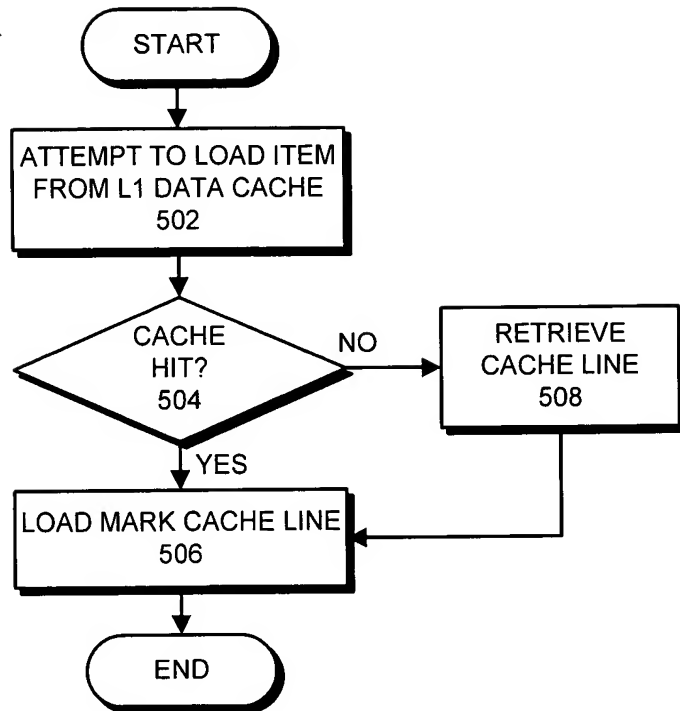 START
ATTEMPT TO LOAD ITEM
FROM L1 DATA CACHE
502
CACHE
HIT?
504
NO
RETRIEVE
CACHE LINE
508
YES
LOAD MARK CACHE LINE
506
END